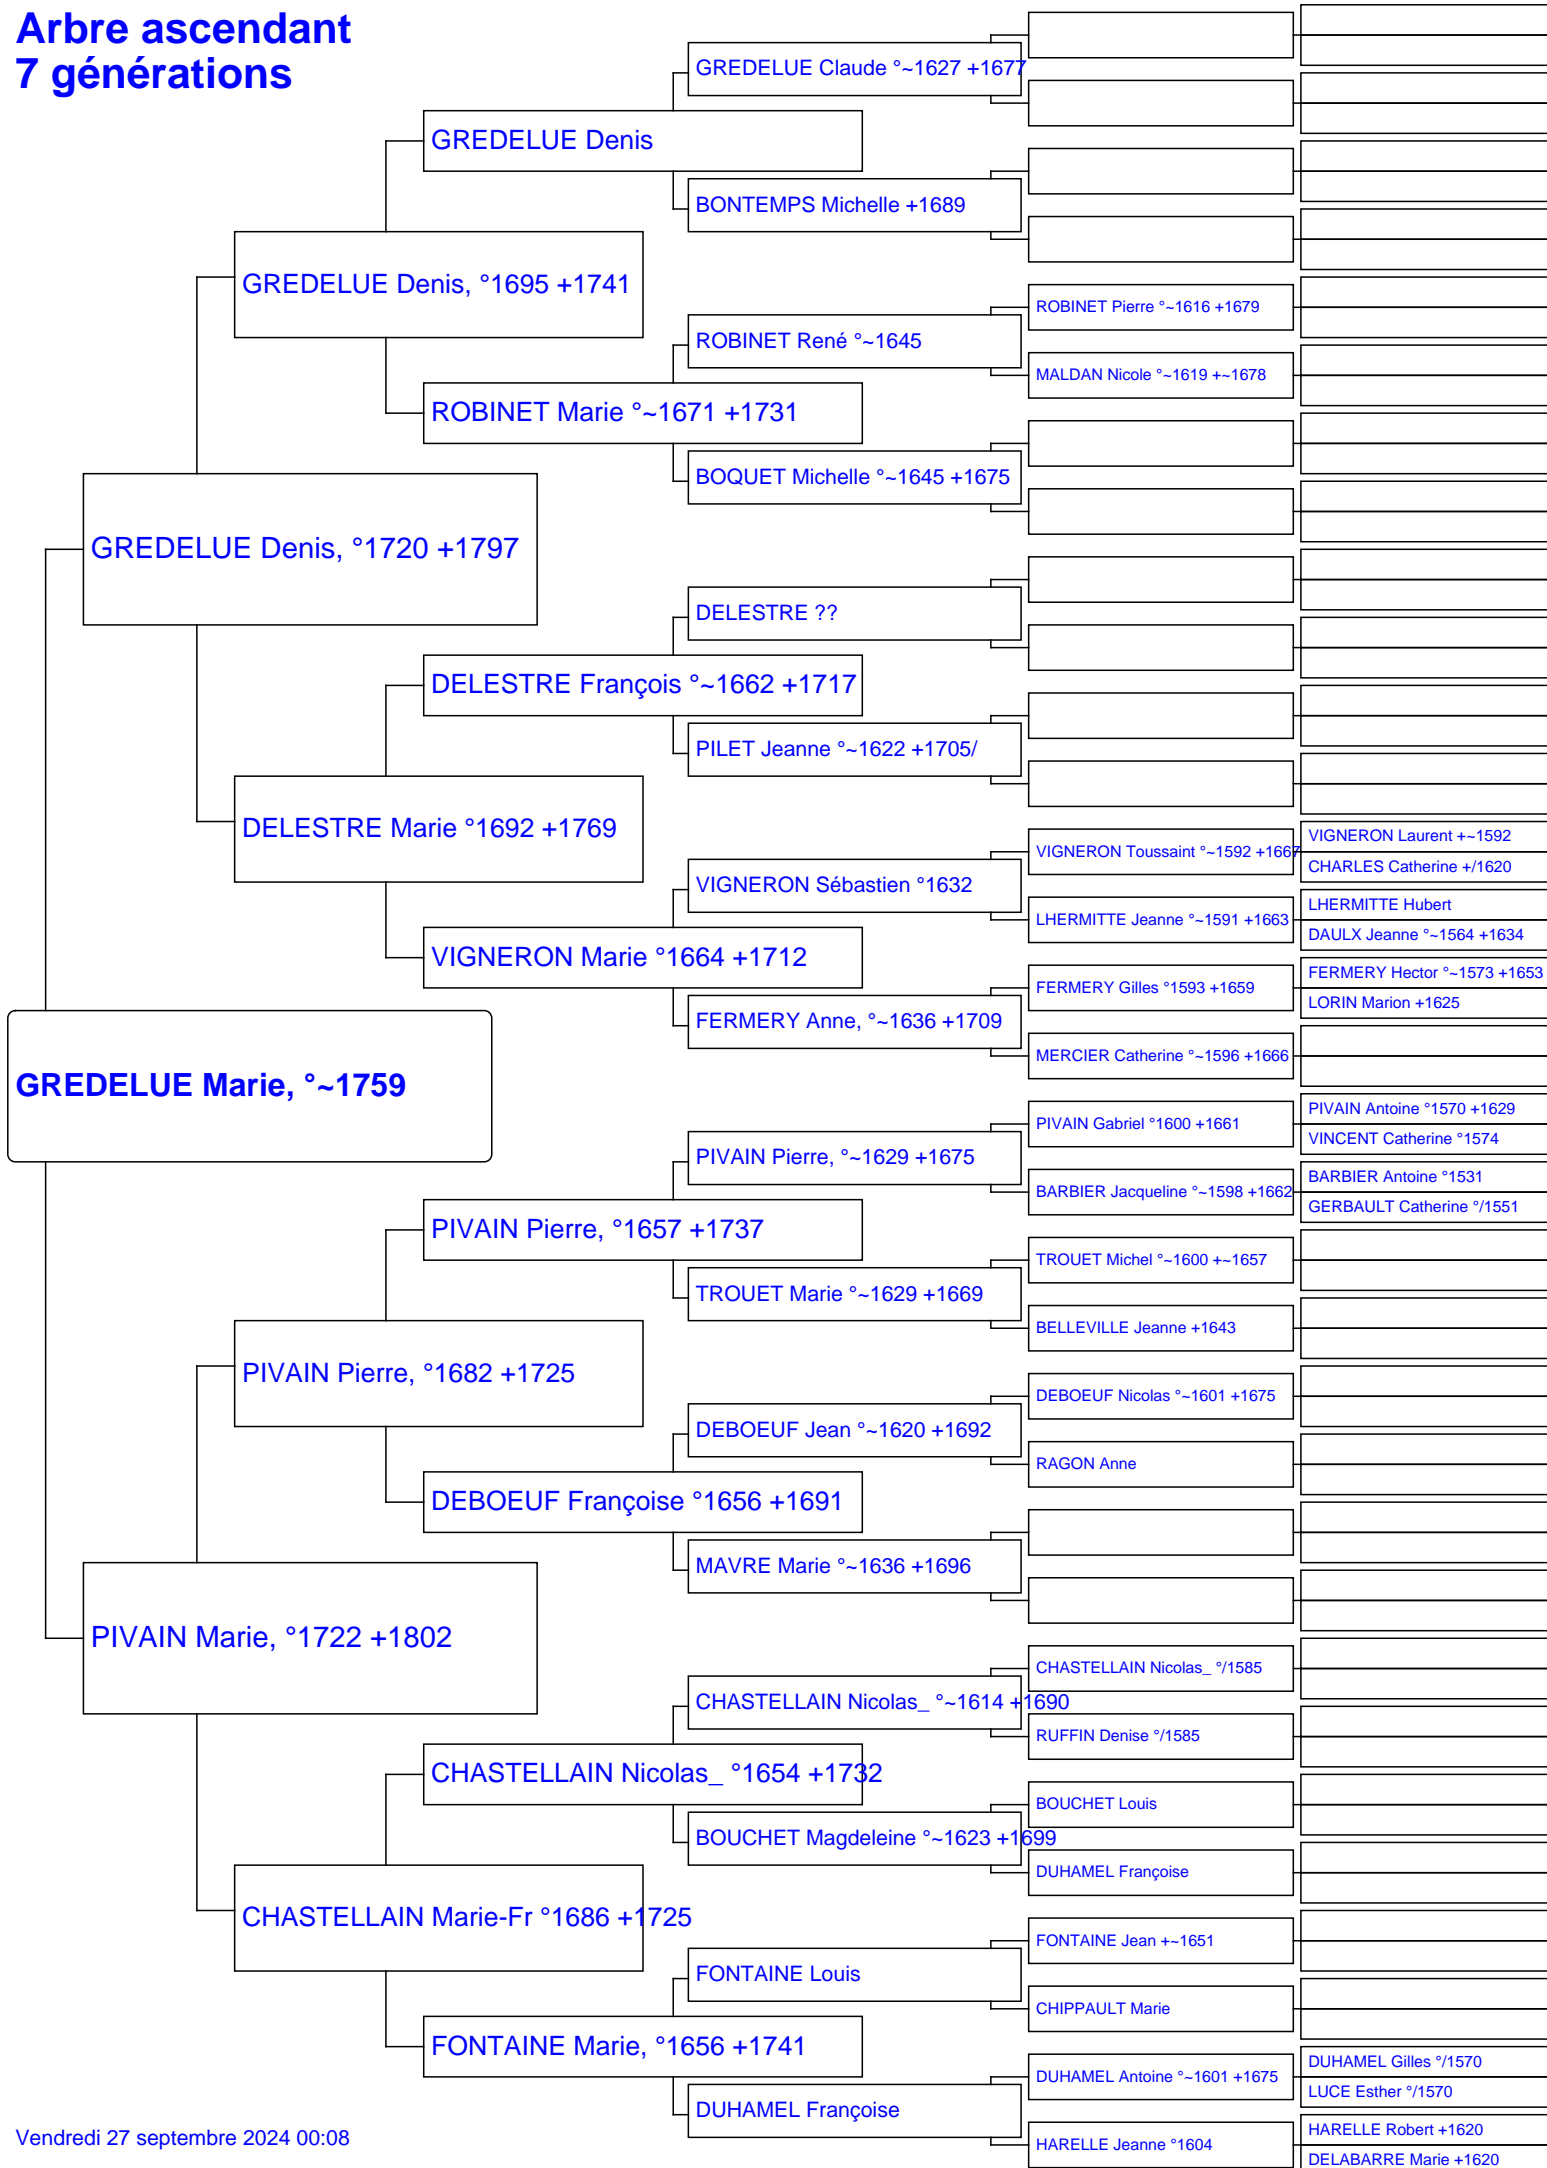 Arbre ascendant
7 générations
GREDELUE Claude °~1627 +1677
GREDELUE Denis
BONTEMPS Michelle +1689
GREDELUE Denis, °1695 +1741
ROBINET Pierre °~1616 +1679
ROBINET René °~1645
MALDAN Nicole °~1619 +~1678
ROBINET Marie °~1671 +1731
BOQUET Michelle °~1645 +1675
GREDELUE Denis, °1720 +1797
DELESTRE ??
DELESTRE François °~1662 +1717
PILET Jeanne °~1622 +1705/
DELESTRE Marie °1692 +1769
VIGNERON Laurent +~1592
VIGNERON Toussaint °~1592 +1667
CHARLES Catherine +/1620
VIGNERON Sébastien °1632
LHERMITTE Hubert
LHERMITTE Jeanne °~1591 +1663
DAULX Jeanne °~1564 +1634
VIGNERON Marie °1664 +1712
FERMERY Hector °~1573 +1653
FERMERY Gilles °1593 +1659
LORIN Marion +1625
FERMERY Anne, °~1636 +1709
MERCIER Catherine °~1596 +1666
GREDELUE Marie, °~1759
PIVAIN Antoine °1570 +1629
PIVAIN Gabriel °1600 +1661
VINCENT Catherine °1574
PIVAIN Pierre, °~1629 +1675
BARBIER Antoine °1531
BARBIER Jacqueline °~1598 +1662
GERBAULT Catherine °/1551
PIVAIN Pierre, °1657 +1737
TROUET Michel °~1600 +~1657
TROUET Marie °~1629 +1669
BELLEVILLE Jeanne +1643
PIVAIN Pierre, °1682 +1725
DEBOEUF Nicolas °~1601 +1675
DEBOEUF Jean °~1620 +1692
RAGON Anne
DEBOEUF Françoise °1656 +1691
MAVRE Marie °~1636 +1696
PIVAIN Marie, °1722 +1802
CHASTELLAIN Nicolas_ °/1585
CHASTELLAIN Nicolas_ °~1614 +1690
RUFFIN Denise °/1585
CHASTELLAIN Nicolas_ °1654 +1732
BOUCHET Louis
BOUCHET Magdeleine °~1623 +1699
DUHAMEL Françoise
CHASTELLAIN Marie-Fr °1686 +1725
FONTAINE Jean +~1651
FONTAINE Louis
CHIPPAULT Marie
FONTAINE Marie, °1656 +1741
DUHAMEL Gilles °/1570
DUHAMEL Antoine °~1601 +1675
LUCE Esther °/1570
DUHAMEL Françoise
HARELLE Robert +1620
HARELLE Jeanne °1604
DELABARRE Marie +1620
Vendredi 27 septembre 2024 00:08